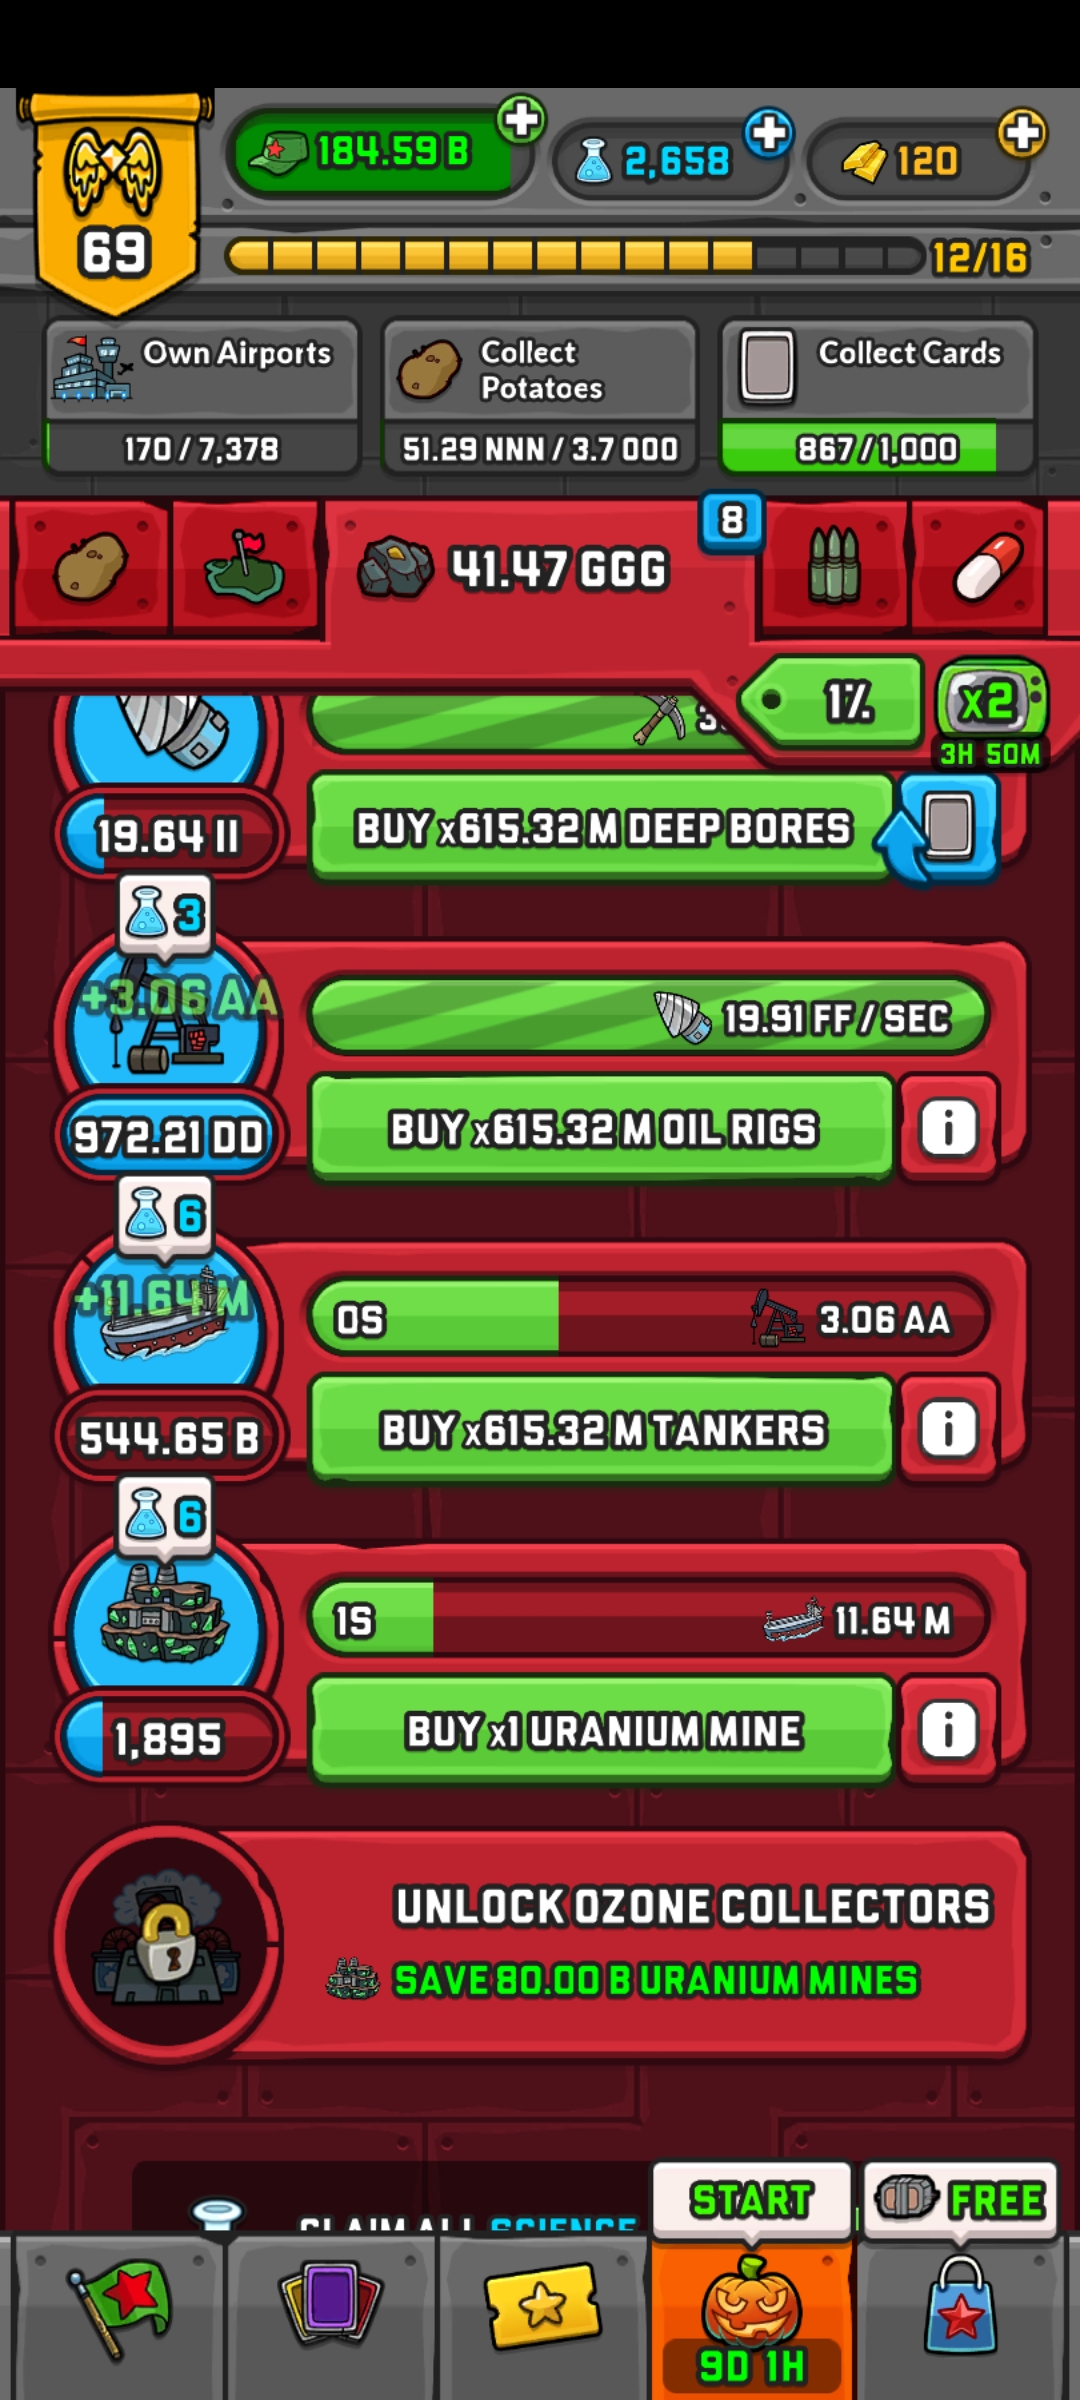 184.59 B
2,658
120
69
12/16
Own Airports
170 / 7,378
Collect
Potatoes
51.29 NNN / 3.7 OOO
Collect Cards
867 / 1,000
41.47 GGG
8
1%
x2
3H 50M
19.64 II
BUY x615.32 M DEEP BORES
3
+3.06 AA
19.91 FF / SEC
972.21 DD
BUY x615.32 M OIL RIGS
i
6
+11.64 M
0S
3.06 AA
544.65 B
BUY x615.32 M TANKERS
i
6
1S
11.64 M
1,895
BUY x1 URANIUM MINE
i
UNLOCK OZONE COLLECTORS
SAVE 80.00 B URANIUM MINES
CLAIM ALL SCIENCE
START
FREE
9D 1H